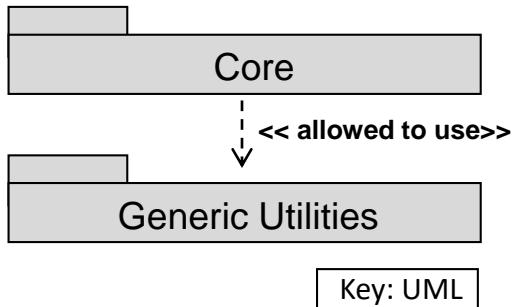 Core
<< allowed to use>>
Generic Utilities
Key: UML